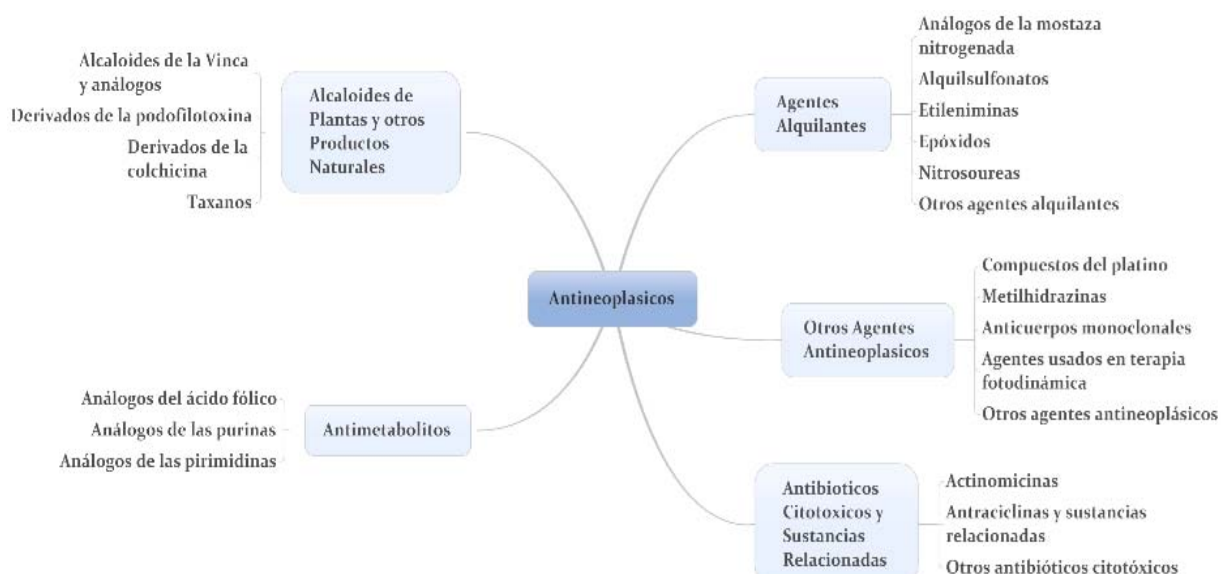 Antineoplasicos
Agentes
Alquilantes
Análogos de la mostaza
nitrogenada
Alquilsulfonatos
Etileniminas
Epóxidos
Nitrosoureas
Otros agentes alquilantes
Otros Agentes
Antineoplasicos
Compuestos del platino
Metilhidrazinas
Anticuerpos monoclonales
Agentes usados en terapia
fotodinámica
Otros agentes antineoplásicos
Antibioticos
Citotoxicos y
Sustancias
Relacionadas
Actinomicinas
Antraciclinas y sustancias
relacionadas
Otros antibióticos citotóxicos
Alcaloides de
Plantas y otros
Productos
Naturales
Alcaloides de la Vinca
y análogos
Derivados de la podofilotoxina
Derivados de la
colchicina
Taxanos
Antimetabolitos
Análogos del ácido fólico
Análogos de las purinas
Análogos de las pirimidinas